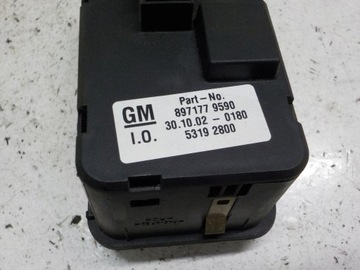 GM
I.O.
Part-No.
897177 9590
30.10.02 - 0180
5319 2800